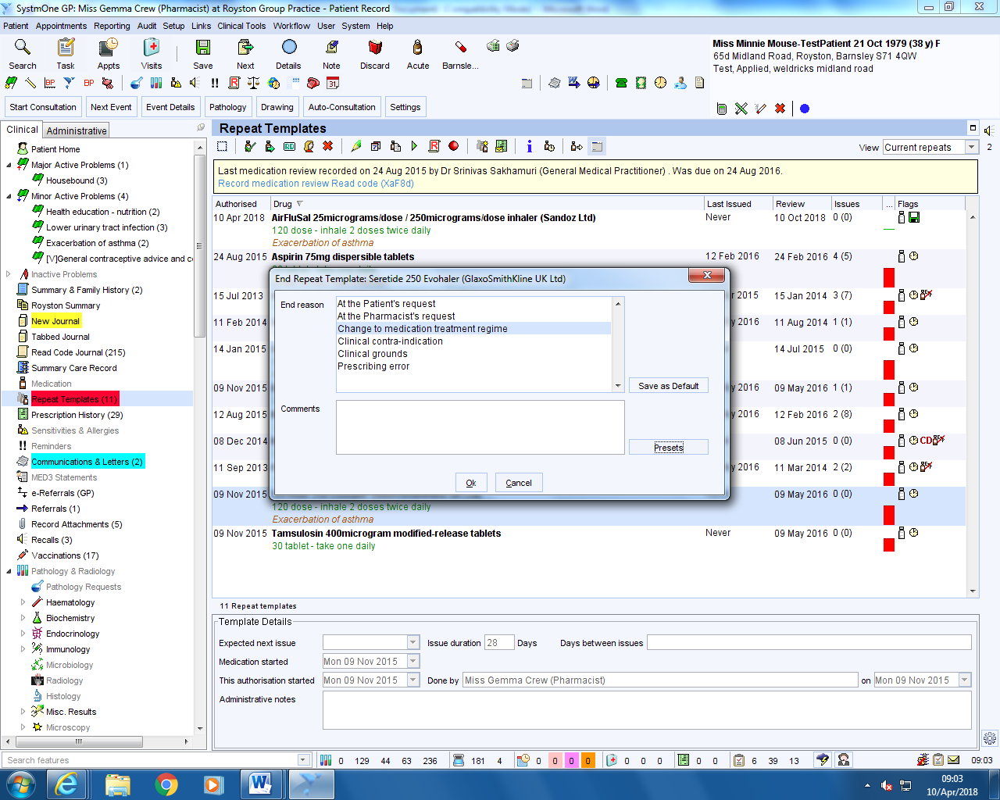 SystmOne GP: Miss Gemma Crew (Pharmacist) at Royston Group Practice - Patient Record
Patient Appointments Reporting Audit Setup Links Clinical Tools Workflow User System Help
Search Task Appts Visits Save Next Details Note Discard Acute Barnsle...
Miss Minnie Mouse-TestPatient 21 Oct 1979 (38 y) F
65d Midland Road, Royston, Barnsley S71 4QW
Test, Applied, weldricks midland road
Start Consultation Next Event Event Details Pathology Drawing Auto-Consultation Settings
Clinical Administrative
Patient Home
Major Active Problems (1)
Housebound (3)
Minor Active Problems (4)
Health education - nutrition (2)
Lower urinary tract infection (3)
Exacerbation of asthma (2)
[V]General contraceptive advice and c
Inactive Problems
Summary & Family History (2)
Royston Summary
New Journal
Tabbed Journal
Read Code Journal (215)
Summary Care Record
Medication
Repeat Templates (11)
Prescription History (29)
Sensitivities & Allergies
Reminders
Communications & Letters (2)
MED3 Statements
e-Referrals (GP)
Referrals (1)
Record Attachments (5)
Recalls (3)
Vaccinations (17)
Pathology & Radiology
Pathology Requests
Haematology
Biochemistry
Endocrinology
Immunology
Microbiology
Radiology
Histology
Misc. Results
Microscopy
Search features
Repeat Templates
View Current repeats
2
Last medication review recorded on 24 Aug 2015 by Dr Srinivas Sakhamuri (General Medical Practitioner) . Was due on 24 Aug 2016.
Record medication review Read code (XaF8d)
Authorised Drug Last Issued Review Issues ... Flags
10 Apr 2018 AirFluSal 25micrograms/dose / 250micrograms/dose inhaler (Sandoz Ltd) Never 10 Oct 2018 0 (0)
120 dose - inhale 2 doses twice daily
Exacerbation of asthma
24 Aug 2015 Aspirin 75mg dispersible tablets 12 Feb 2016 24 Feb 2016 4 (5)
15 Jul 2013 2015 15 Jan 2014 3 (7)
11 Feb 2014 2016 11 Aug 2014 1 (1)
14 Jan 2015 14 Jul 2015 0 (0)
09 Nov 2015 2016 09 May 2016 1 (1)
12 Aug 2015 2016 12 Feb 2016 2 (8)
08 Dec 2014 08 Jun 2015 0 (0) CD
11 Sep 2013 2016 11 Mar 2014 2 (2)
09 Nov 2015 09 May 2016 0 (0)
120 dose - inhale 2 doses twice daily
Exacerbation of asthma
09 Nov 2015 Tamsulosin 400microgram modified-release tablets Never 09 May 2016 0 (0)
30 tablet - take one daily
End Repeat Template: Seretide 250 Evohaler (GlaxoSmithKline UK Ltd)
End reason
At the Patient's request
At the Pharmacist's request
Change to medication treatment regime
Clinical contra-indication
Clinical grounds
Prescribing error
Save as Default
Comments
Presets
Ok Cancel
11 Repeat templates
Template Details
Expected next issue Issue duration 28 Days Days between issues
Medication started Mon 09 Nov 2015
This authorisation started Mon 09 Nov 2015 Done by Miss Gemma Crew (Pharmacist) on Mon 09 Nov 2015
Administrative notes
0 129 44 63 236 181 4 0 0 0 0 0 0 0 0 0 6 39 13 09:03
09:03
10/Apr/2018